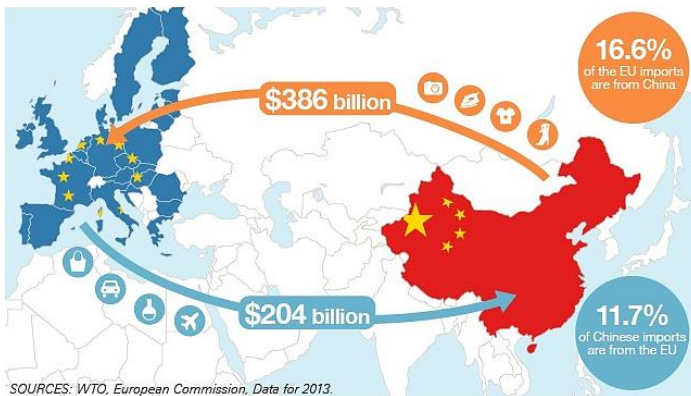 16.6%
of the EU imports
are from China
$386 billion
$204 billion
11.7%
of Chinese imports
are from the EU
SOURCES: WTO, European Commission, Data for 2013.